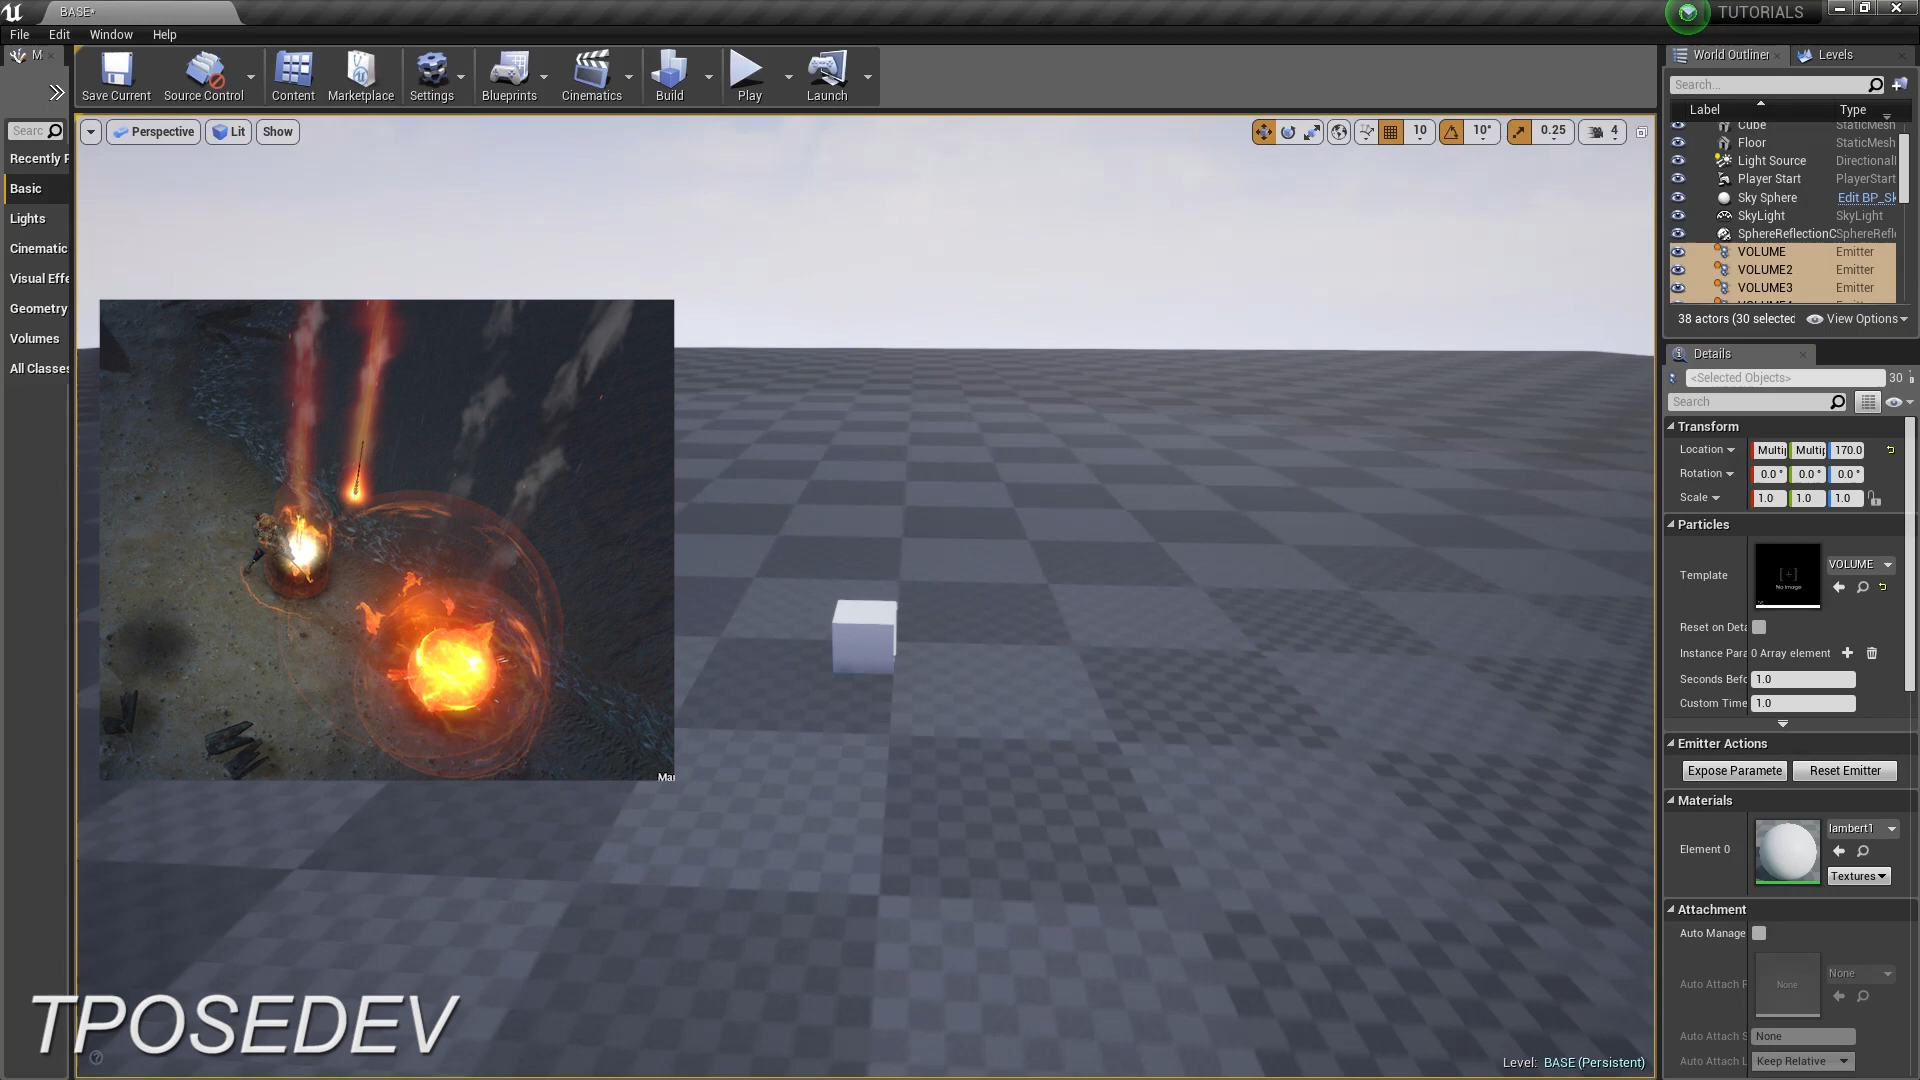 BASE*
TUTORIALS
File Edit Window Help
M
Save Current
Source Control
Content
Marketplace
Settings
Blueprints
Cinematics
Build
Play
Launch
World Outliner
Levels
Search...
Label Type
Cube StaticMesh
Floor StaticMesh
Light Source Directionall
Player Start PlayerStart
Sky Sphere Edit BP_Sk
SkyLight SkyLight
SphereReflectionC SphereRefle
VOLUME Emitter
VOLUME2 Emitter
VOLUME3 Emitter
38 actors (30 selected
View Options
Searc
Recently P
Basic
Lights
Cinematic
Visual Effe
Geometry
Volumes
All Classes
Perspective
Lit
Show
10
10°
0.25
4
Details
<Selected Objects> 30
Search
Transform
Location Multip Multip 170.0
Rotation 0.0 ° 0.0 ° 0.0 °
Scale 1.0 1.0 1.0
Particles
Template
No Image
VOLUME
Reset on Deta
Instance Para 0 Array element
Seconds Befo 1.0
Custom Time 1.0
Emitter Actions
Expose Paramete
Reset Emitter
Materials
Element 0
lambert1
Textures
Attachment
Auto Manage
Auto Attach P
None
None
Auto Attach S None
Auto Attach L Keep Relative
Mar
TPOSEDEV
Level: BASE (Persistent)